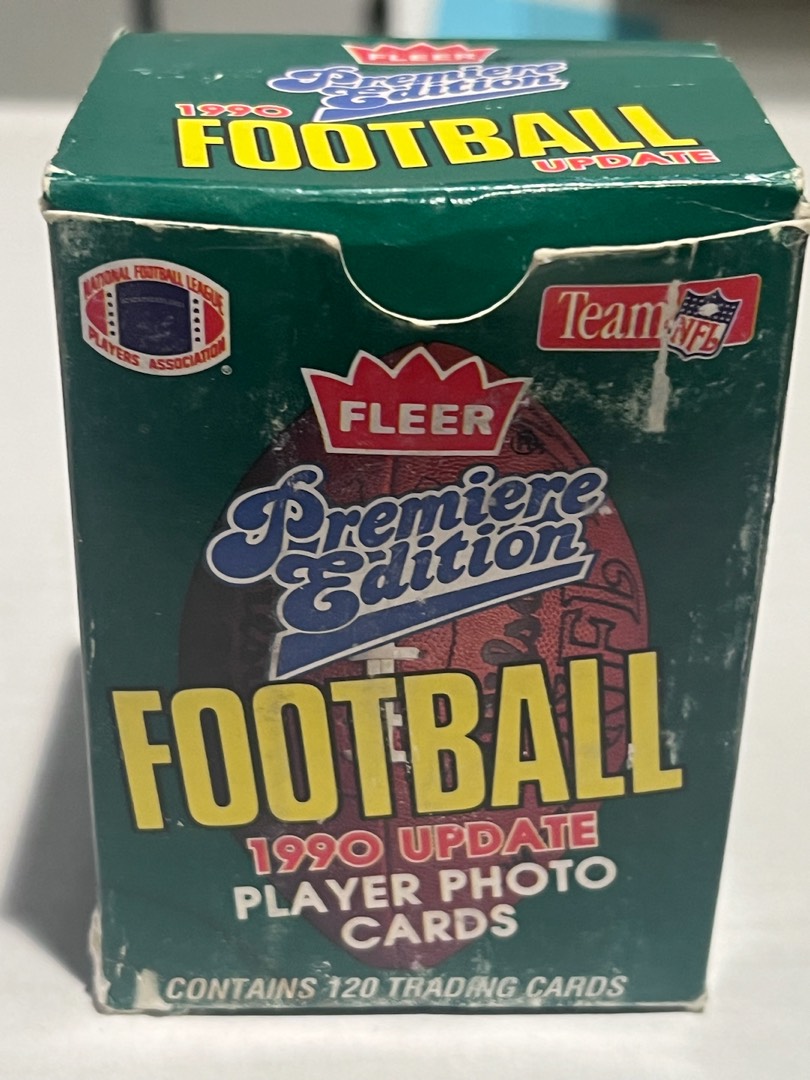 FLEER
Premiere
Edition
1990
FOOTBALL
UPDATE
NATIONAL FOOTBALL LEAGUE
PLAYERS ASSOCIATION
Team NFL
FLEER
Premiere
Edition
FOOTBALL
1990 UPDATE
PLAYER PHOTO
CARDS
CONTAINS 120 TRADING CARDS